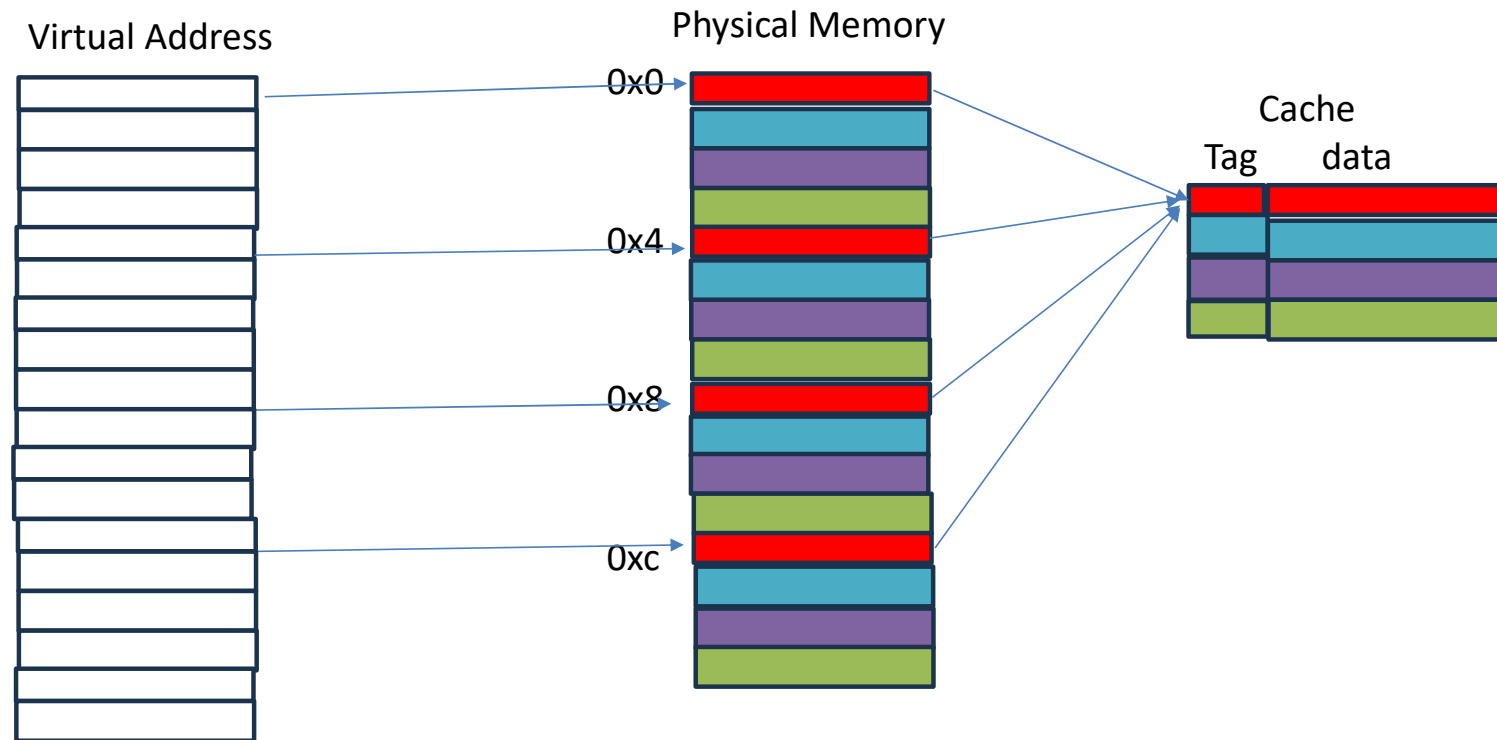 Virtual Address
Physical Memory
0x0
0x4
0x8
0xc
Cache
Tag data